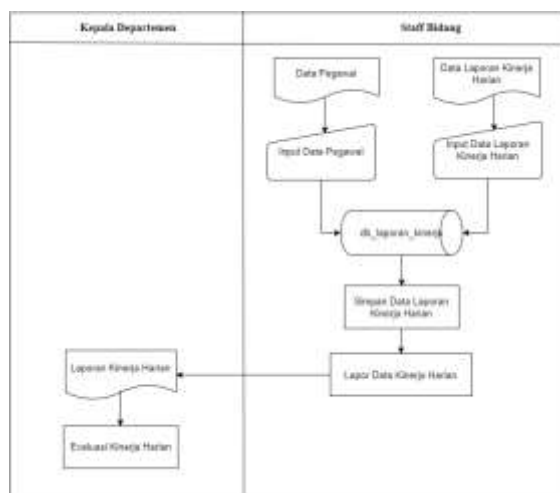 Kepala Departemen
Staff Bidang
Data Pegawai
Data Laporan Kinerja
Harian
Input Data Pegawai
Input Data Laporan
Kinerja Harian
db_laporan_kinerja
Simpan Data Laporan
Kinerja Harian
Laporan Kinerja Harian
Lapor Data Kinerja Harian
Evaluasi Kinerja Harian